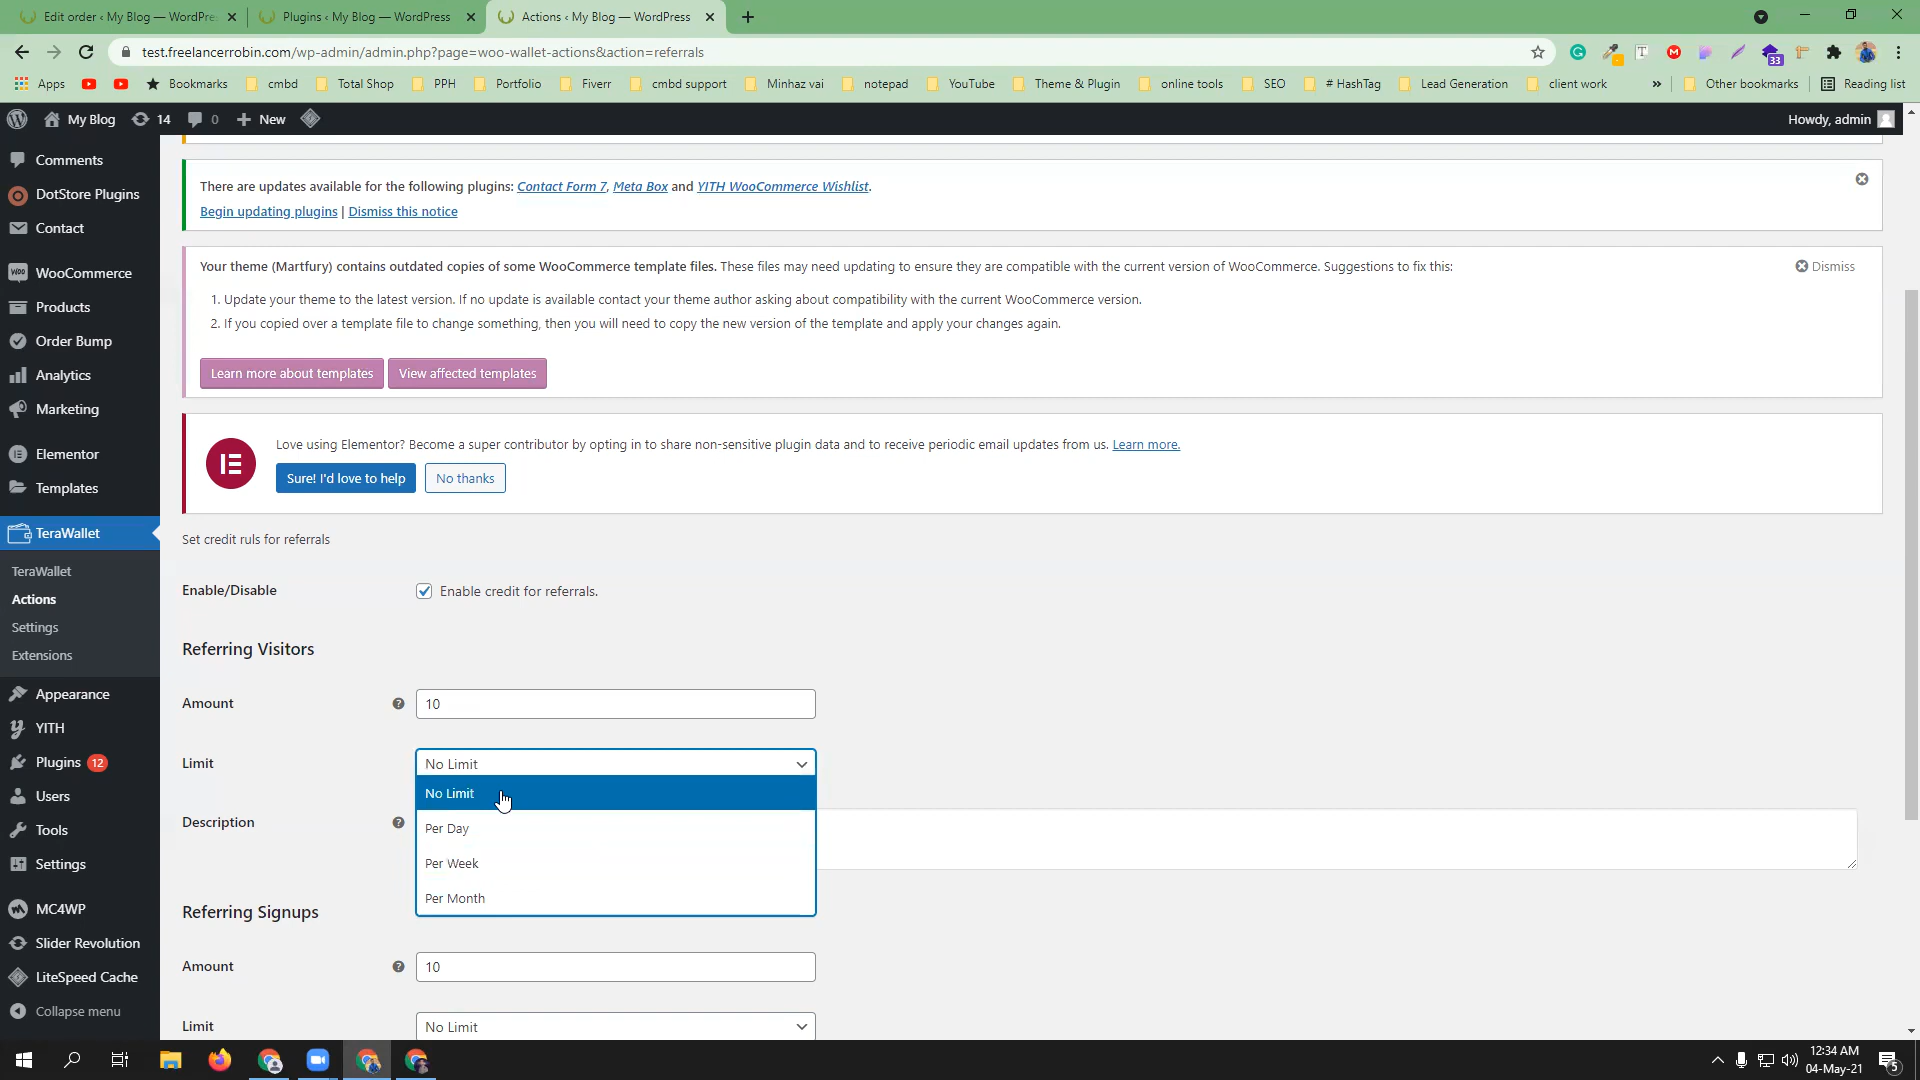 Edit order ‹ My Blog — WordPre
Plugins ‹ My Blog — WordPress
Actions ‹ My Blog — WordPress
test.freelancerrobin.com/wp-admin/admin.php?page=woo-wallet-actions&action=referrals
33
Apps
Bookmarks
cmbd
Total Shop
PPH
Portfolio
Fiverr
cmbd support
Minhaz vai
notepad
YouTube
Theme & Plugin
online tools
SEO
# HashTag
Lead Generation
client work
»
Other bookmarks
Reading list
My Blog
14
0
New
Howdy, admin
Comments
DotStore Plugins
Contact
WooCommerce
Products
Order Bump
Analytics
Marketing
Elementor
Templates
TeraWallet
TeraWallet
Actions
Settings
Extensions
Appearance
YITH
Plugins 12
Users
Tools
Settings
MC4WP
Slider Revolution
LiteSpeed Cache
Collapse menu
There are updates available for the following plugins: Contact Form 7, Meta Box and YITH WooCommerce Wishlist.
Begin updating plugins | Dismiss this notice
Your theme (Martfury) contains outdated copies of some WooCommerce template files. These files may need updating to ensure they are compatible with the current version of WooCommerce. Suggestions to fix this:
Dismiss
1. Update your theme to the latest version. If no update is available contact your theme author asking about compatibility with the current WooCommerce version.
2. If you copied over a template file to change something, then you will need to copy the new version of the template and apply your changes again.
Learn more about templates
View affected templates
Love using Elementor? Become a super contributor by opting in to share non-sensitive plugin data and to receive periodic email updates from us. Learn more.
Sure! I'd love to help
No thanks
Set credit ruls for referrals
Enable/Disable
Enable credit for referrals.
Referring Visitors
Amount
10
Limit
No Limit
No Limit
Per Day
Per Week
Per Month
Description
Referring Signups
Amount
10
Limit
No Limit
12:34 AM
04-May-21
5